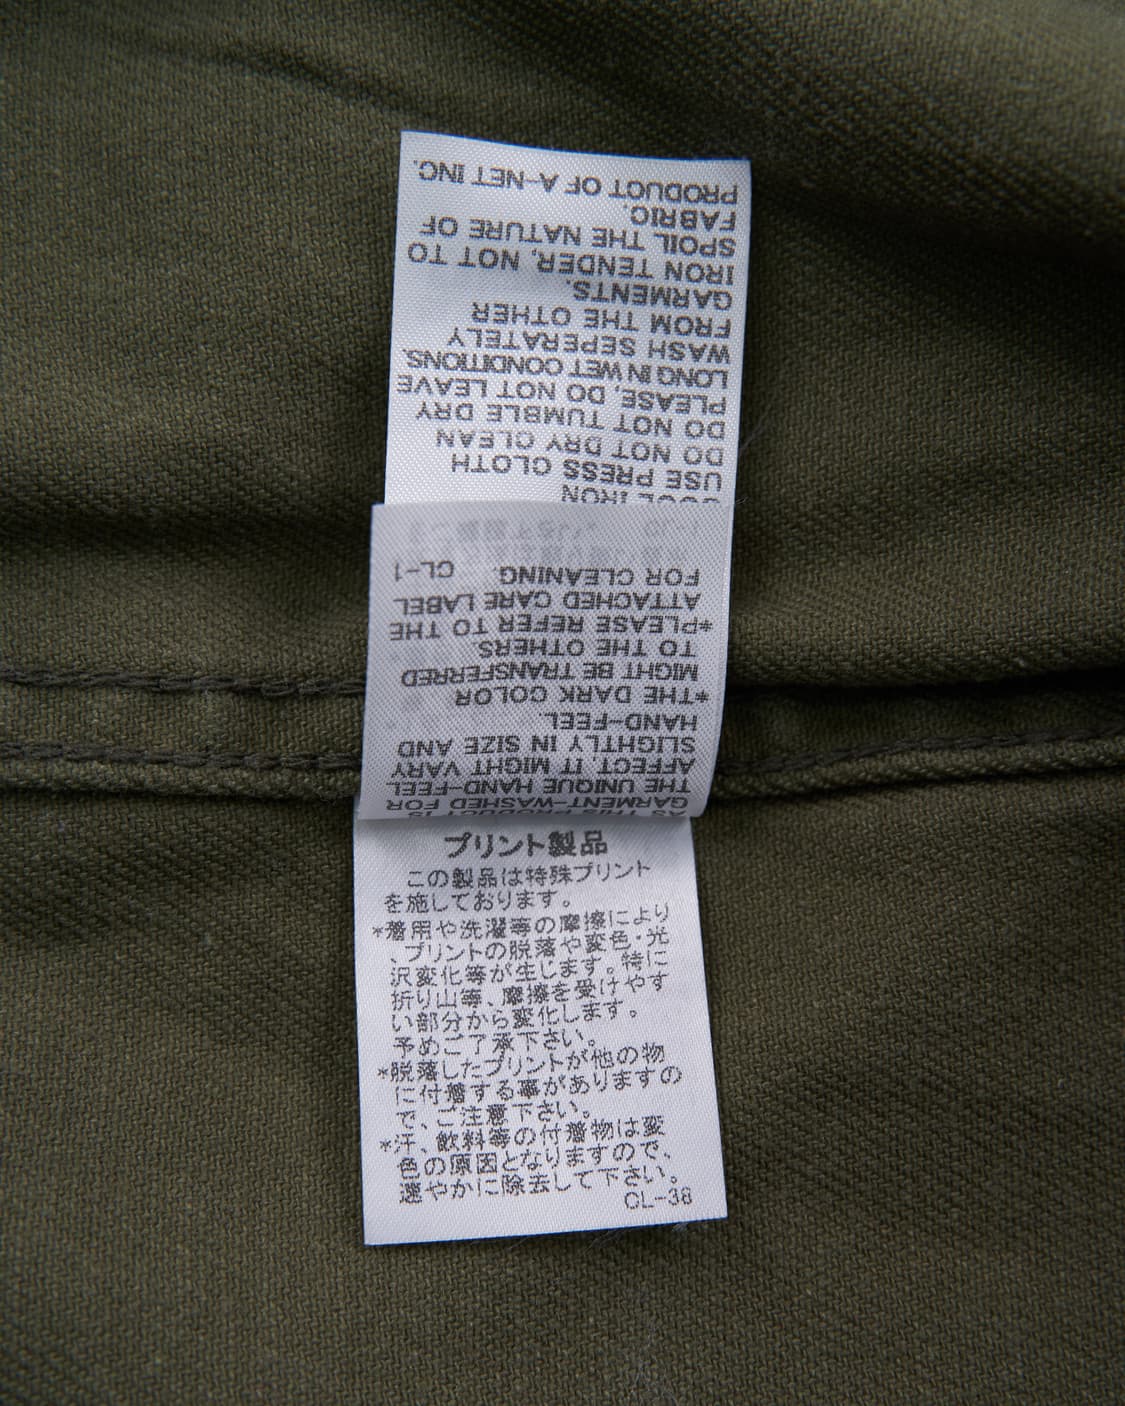 COOL IRON
USE PRESS CLOTH
DO NOT DRY CLEAN
DO NOT TUMBLE DRY
PLEASE, DO NOT LEAVE
LONG IN WET CONDITIONS.
WASH SEPERATELY
FROM THE OTHER
GARMENTS.
IRON TENDER, NOT TO
SPOIL THE NATURE OF
FABRIC.
PRODUCT OF A-NET INC.
AS THIS PRODUCT IS
GARMENT-WASHED FOR
THE UNIQUE HAND-FEEL
AFFECT, IT MIGHT VARY
SLIGHTLY IN SIZE AND
HAND-FEEL.
*THE DARK COLOR
MIGHT BE TRANSFERRED
TO THE OTHERS
*PLEASE REFER TO THE
ATTACHED CARE LABEL
FOR CLEANING. CL-1
プリント製品
この製品は特殊プリント
を施しております。
*着用や洗濯等の摩擦により
、プリントの脱落や変色・光
沢変化等が生じます。特に
折り山等、摩擦を受けやす
い部分から変化します。
予めご了承下さい。
*脱落したプリントが他の物
に付着する事がありますの
で、ご注意下さい。
*汗、飲料等の付着物は変
色の原因となりますので、
速やかに除去して下さい。
CL-38